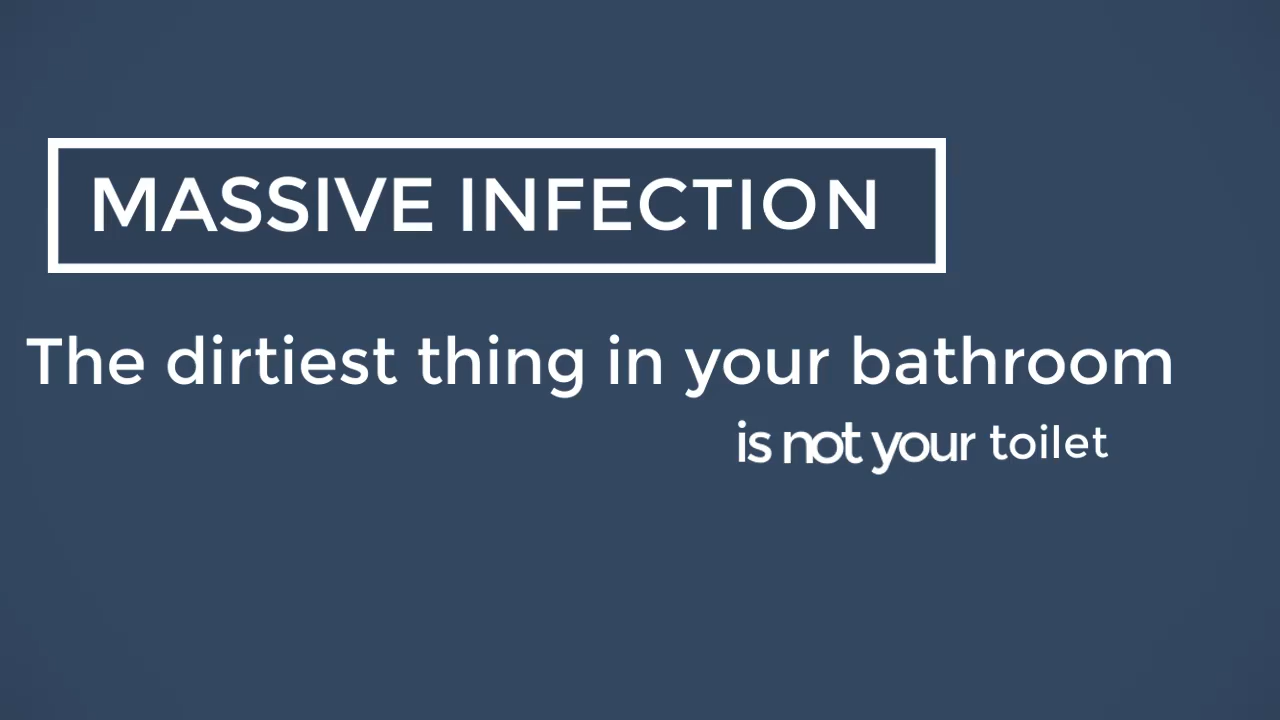 MASSIVE INFECTION
The dirtiest thing in your bathroom
is not your toilet